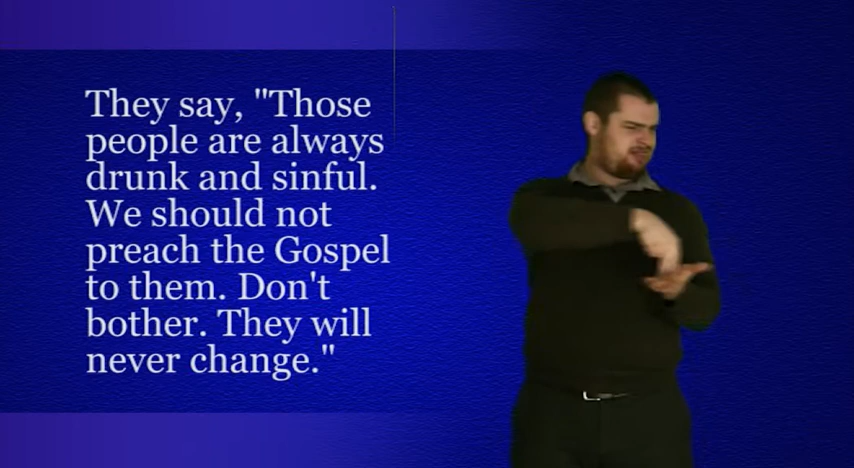 They say, "Those
people are always
drunk and sinful.
We should not
preach the Gospel
to them. Don't
bother. They will
never change."